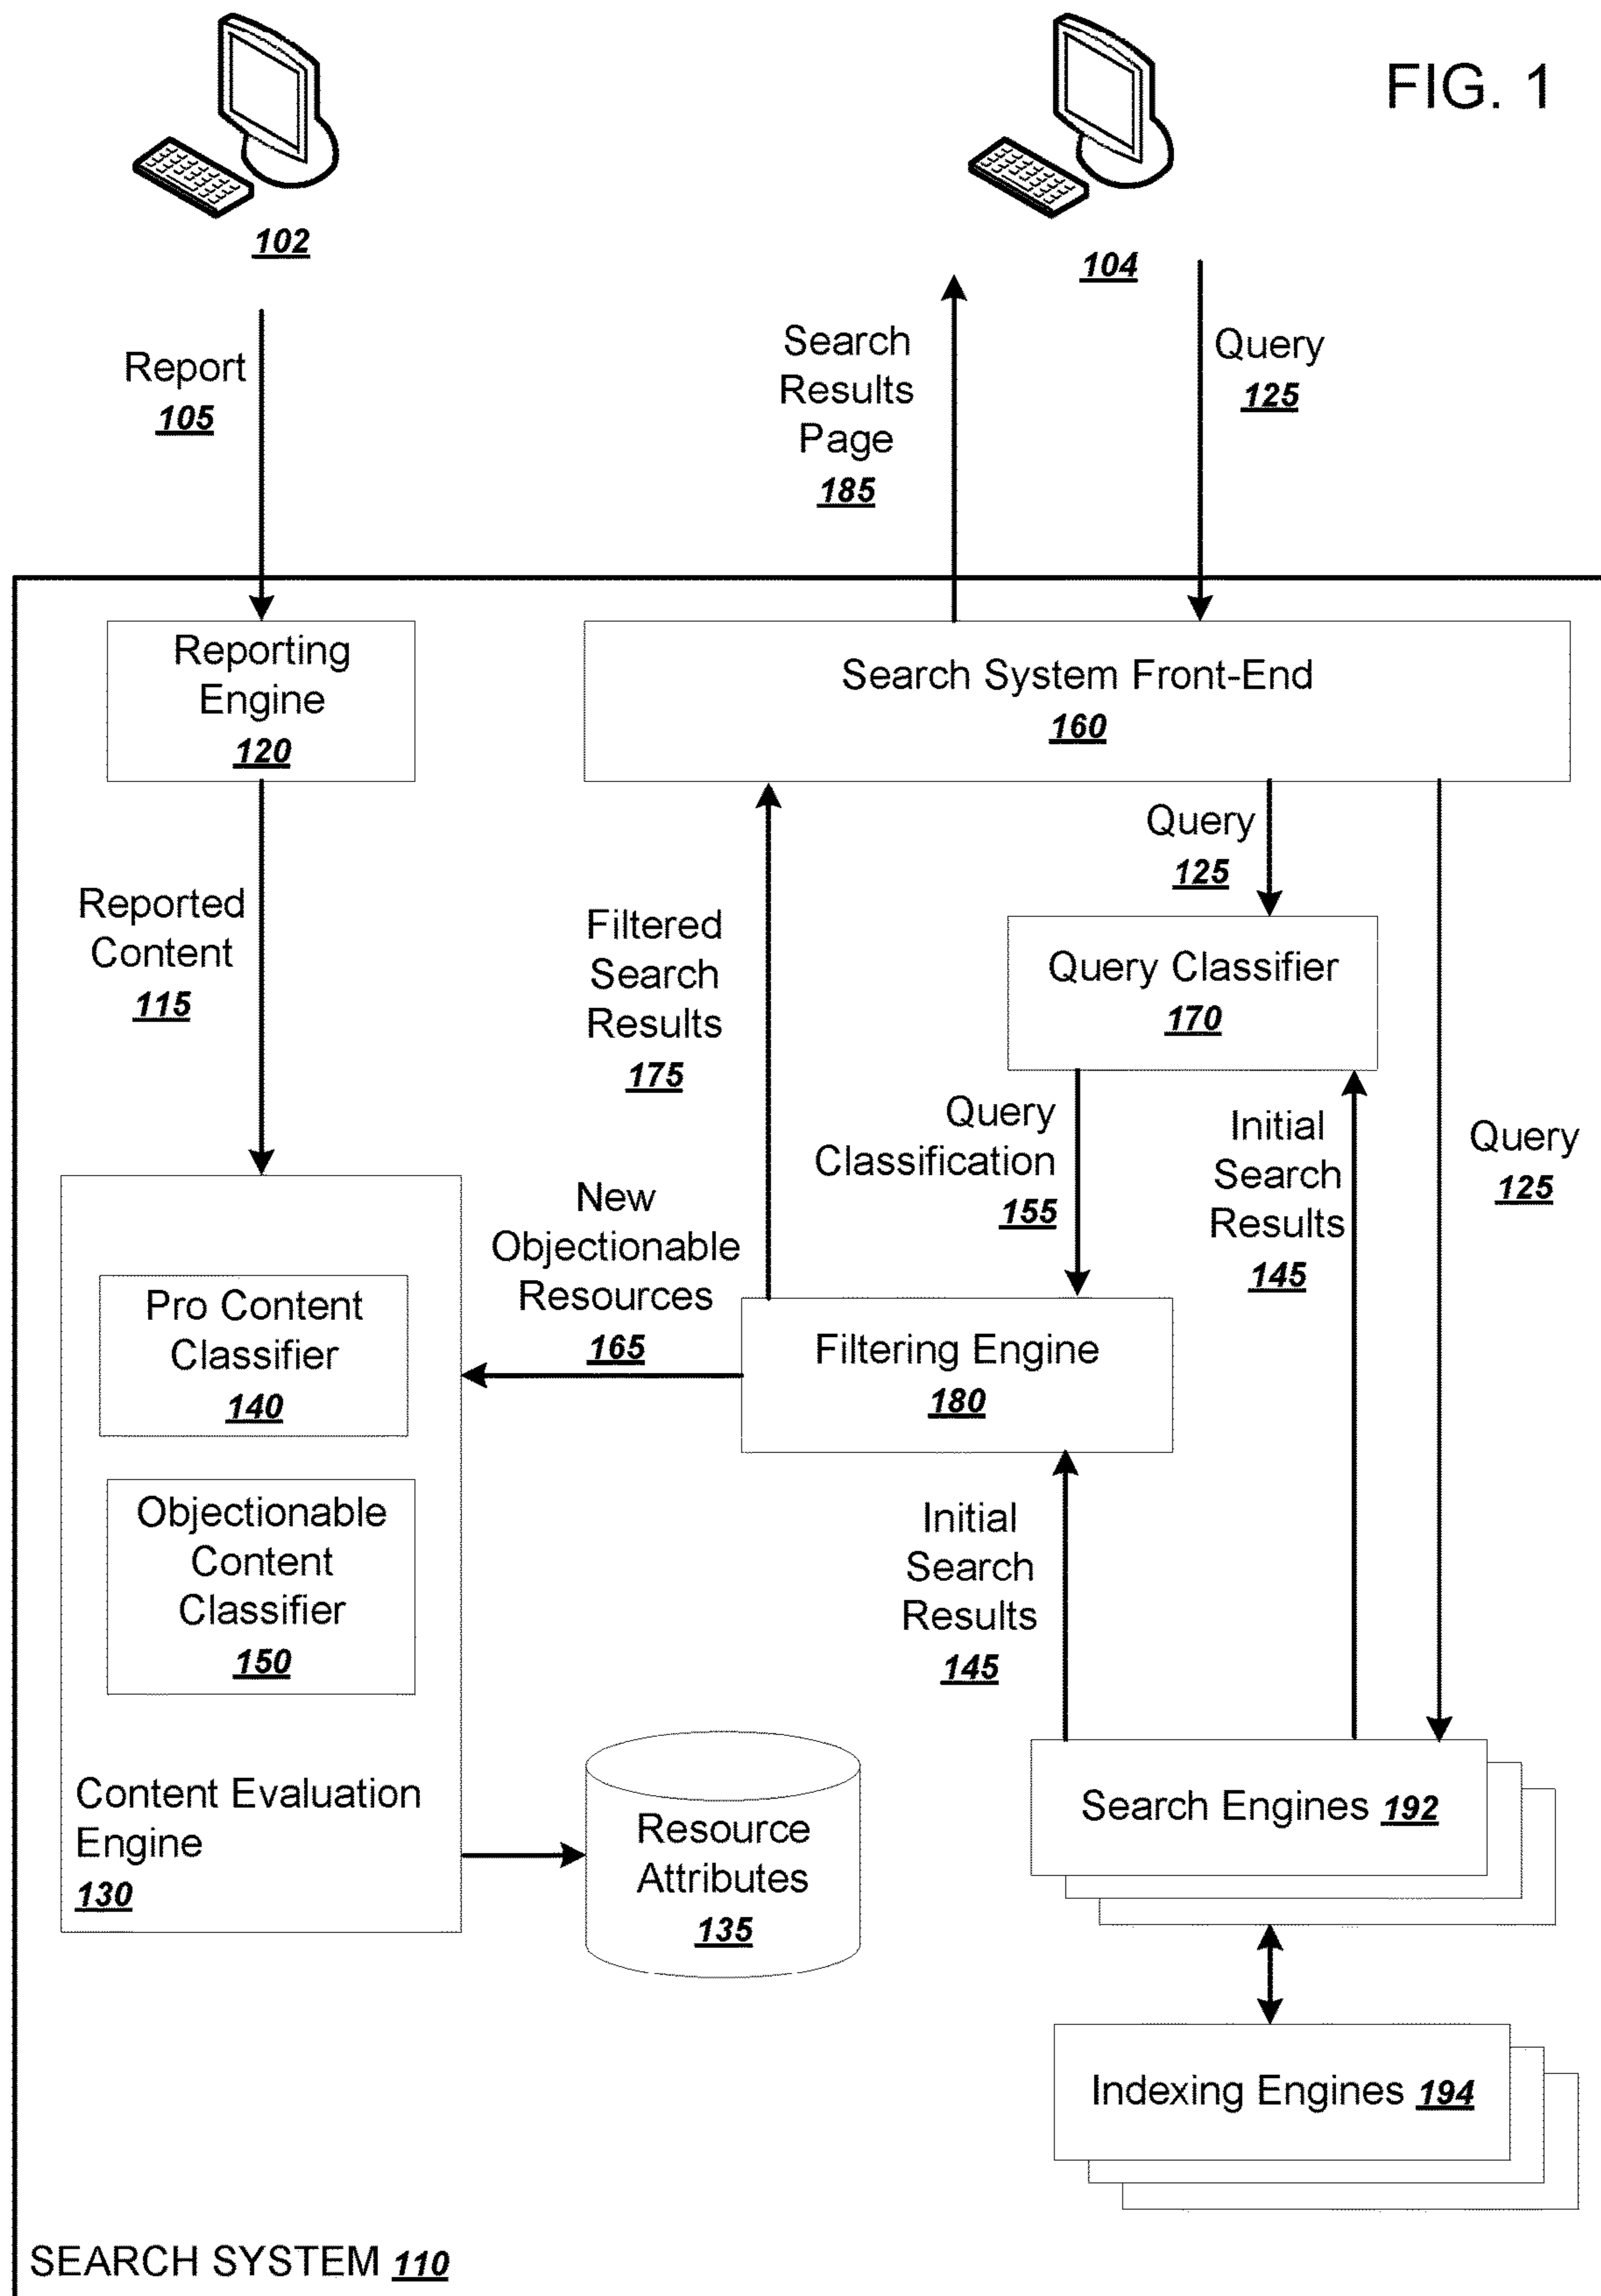 FIG. 1
102
104
Report
105
Search
Results
Page
185
Query
125
Reporting
Engine
120
Search System Front-End
160
Reported
Content
115
Filtered
Search
Results
175
Query
125
Query Classifier
170
Query
Classification
155
Initial
Search
Results
145
Query
125
New
Objectionable
Resources
165
Pro Content
Classifier
140
Filtering Engine
180
Objectionable
Content
Classifier
150
Initial
Search
Results
145
Content Evaluation
Engine
130
Resource
Attributes
135
Search Engines 192
Indexing Engines 194
SEARCH SYSTEM 110